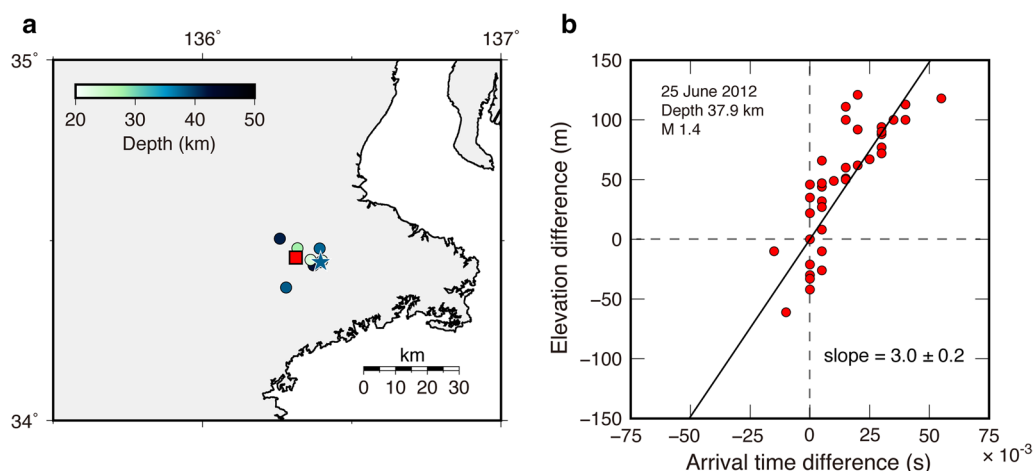 a
136°
137°
35°
20 30 40 50
Depth (km)
km
0 10 20 30
34°
b
150
100
50
0
−50
−100
−150
25 June 2012
Depth 37.9 km
M 1.4
slope = 3.0 ± 0.2
Elevation difference (m)
−75 −50 −25 0 25 50 75
× 10⁻³
Arrival time difference (s)